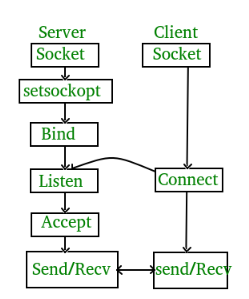 Server Client
Socket Socket
setsockopt
Bind
Listen Connect
Accept
Send/Recv send/Recv